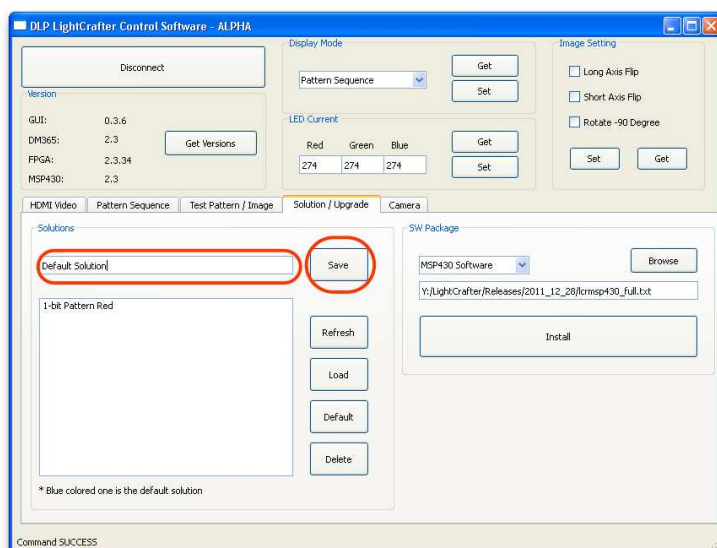 DLP LightCrafter Control Software - ALPHA
Disconnect
Version
GUI: 0.3.6
DM365: 2.3
FPGA: 2.3.34
MSP430: 2.3
Get Versions
Display Mode
Pattern Sequence
Get
Set
LED Current
Red Green Blue
274 274 274
Get
Set
Image Setting
Long Axis Flip
Short Axis Flip
Rotate -90 Degree
Set Get
HDMI Video Pattern Sequence Test Pattern / Image Solution / Upgrade Camera
Solutions
Default Solution
Save
1-bit Pattern Red
Refresh
Load
Default
Delete
* Blue colored one is the default solution
SW Package
MSP430 Software
Browse
Y:/LightCrafter/Releases/2011_12_28/lcrmsp430_full.txt
Install
Command SUCCESS